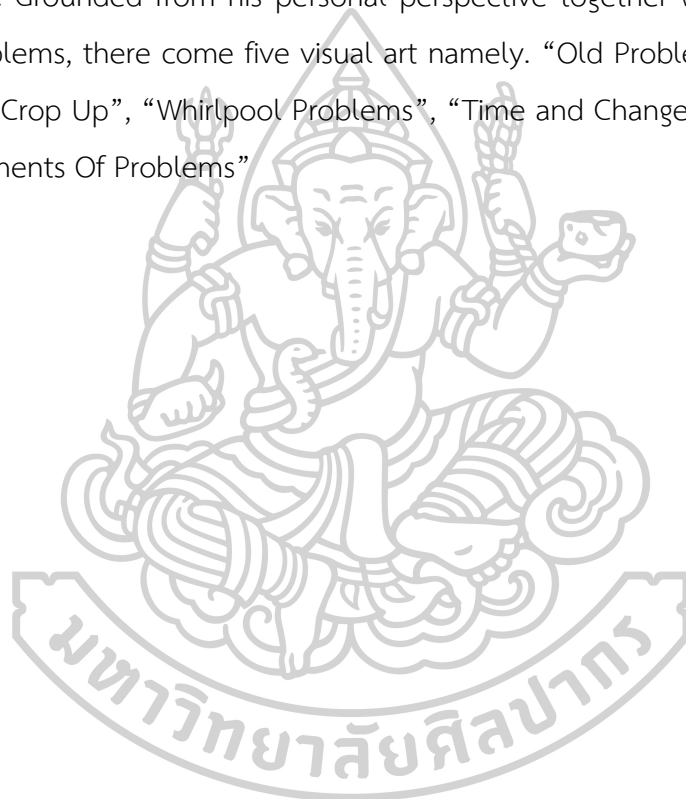 Grounded from his personal perspective together
blems, there come five visual art namely. “Old Proble
Crop Up”, “Whirlpool Problems”, “Time and Change
ments Of Problems”
มหาวิทยาลัยศิลปากร